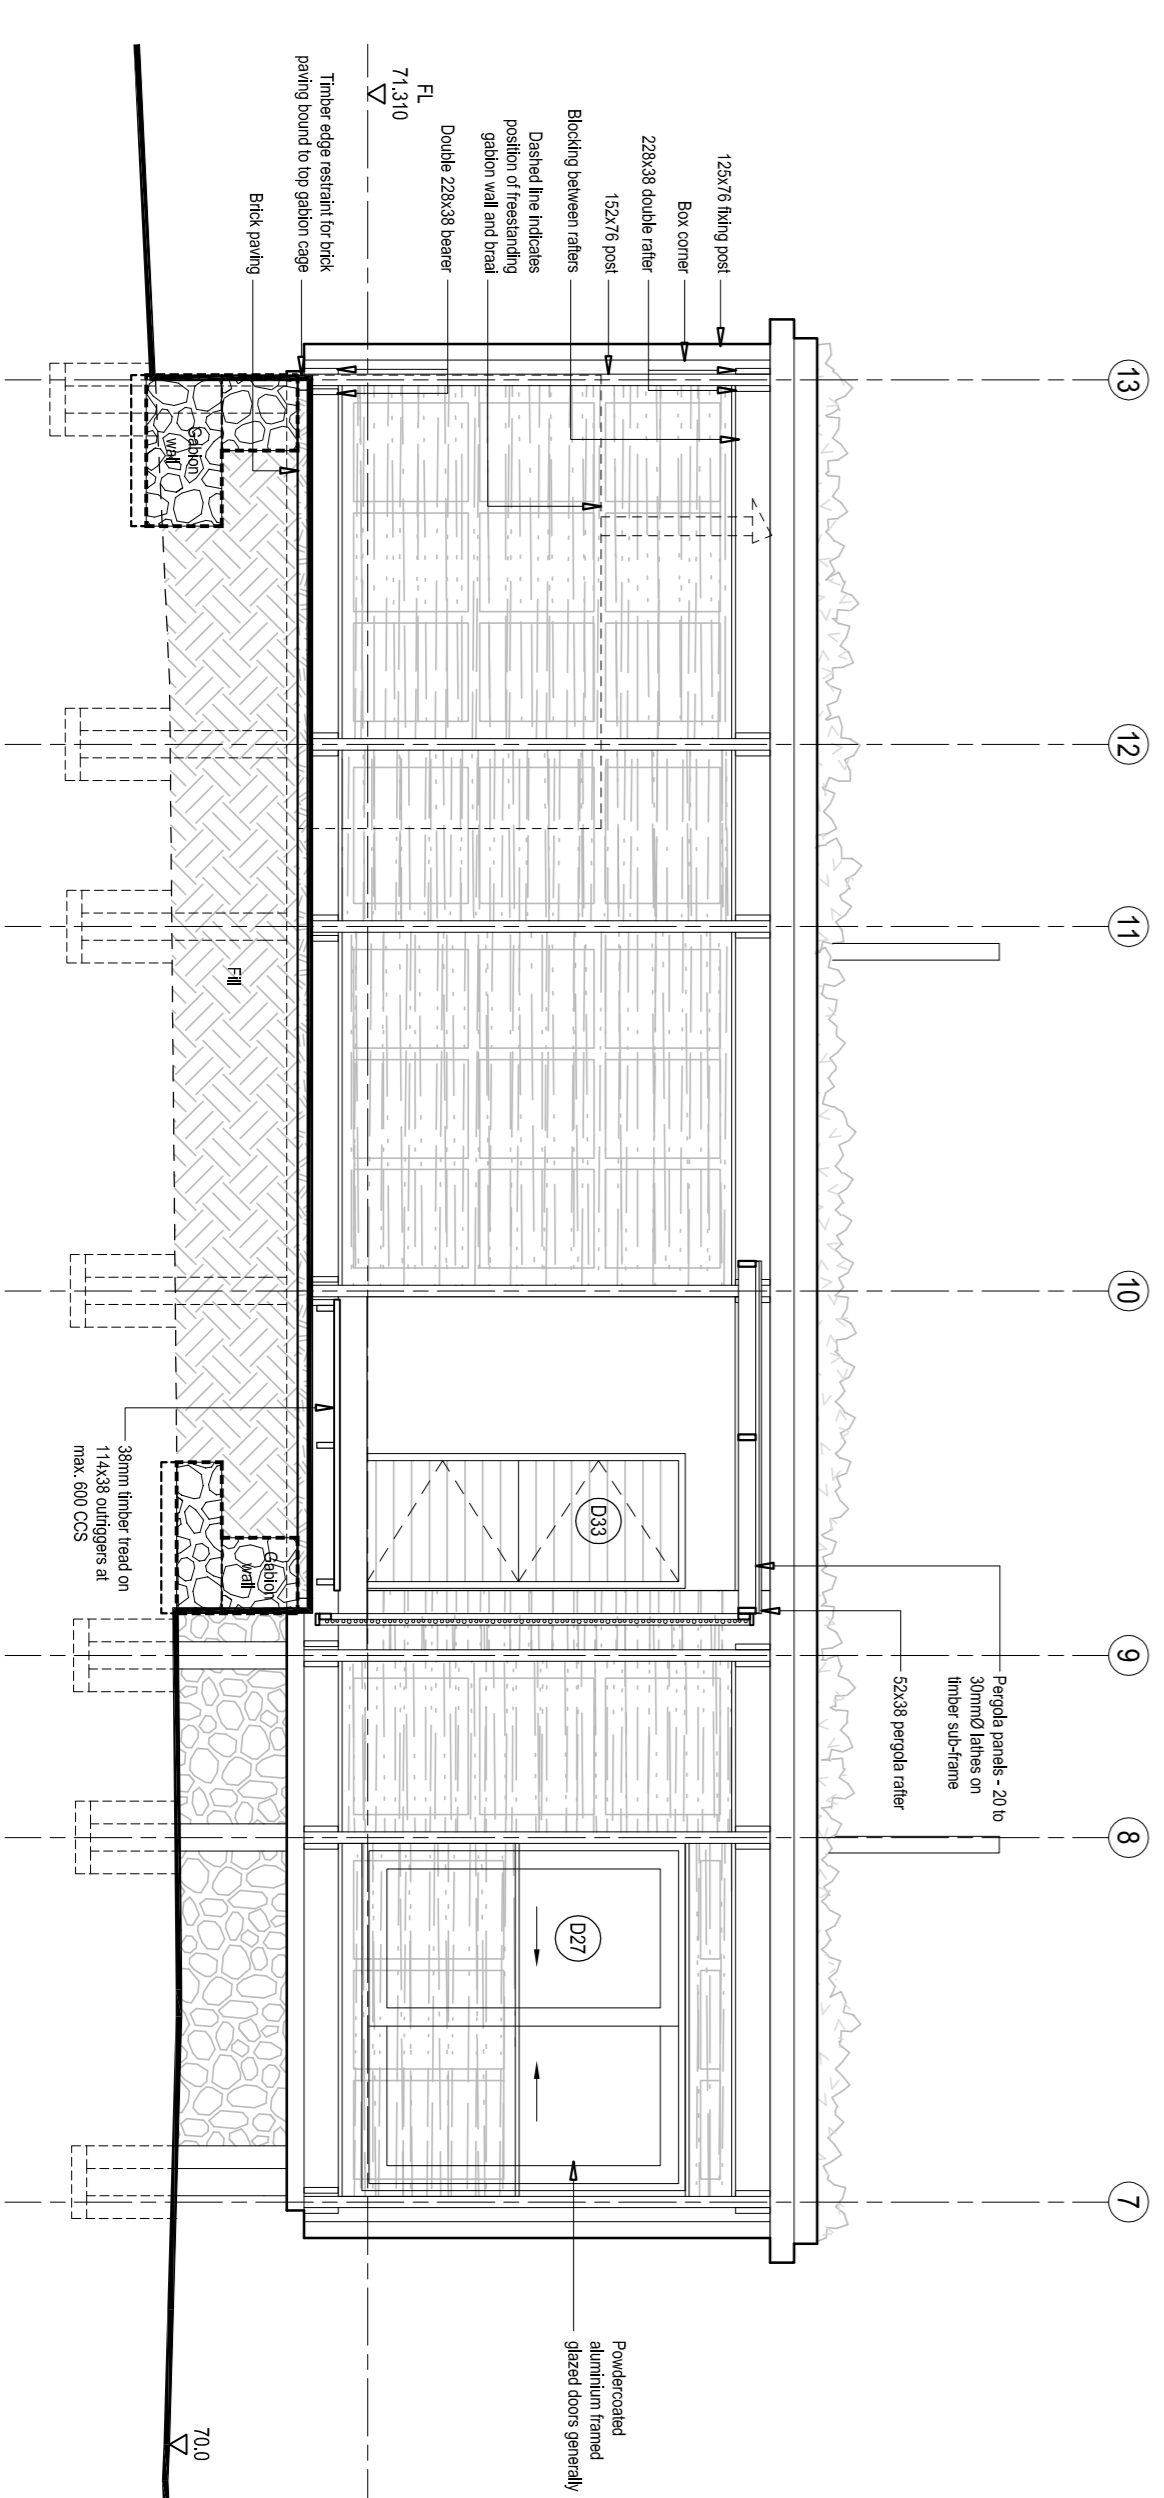 13
12
11
10
9
8
7
125x76 fixing post
Box corner
228x38 double rafter
152x76 post
Blocking between rafters
Dashed line indicates
position of freestanding
gabion wall and braai
Double 228x38 bearer
FL
71.310
Timber edge restraint for brick
paving bound to top gabion cage
Brick paving
Gabion
wall
Fill
38mm timber tread on
114x38 outriggers at
max. 600 CCS
Gabion
wall
D33
Pergola panels - 20 to
30mmØ lathes on
timber sub-frame
52x38 pergola rafter
D27
Powdercoated
aluminium framed
glazed doors generally
70.0